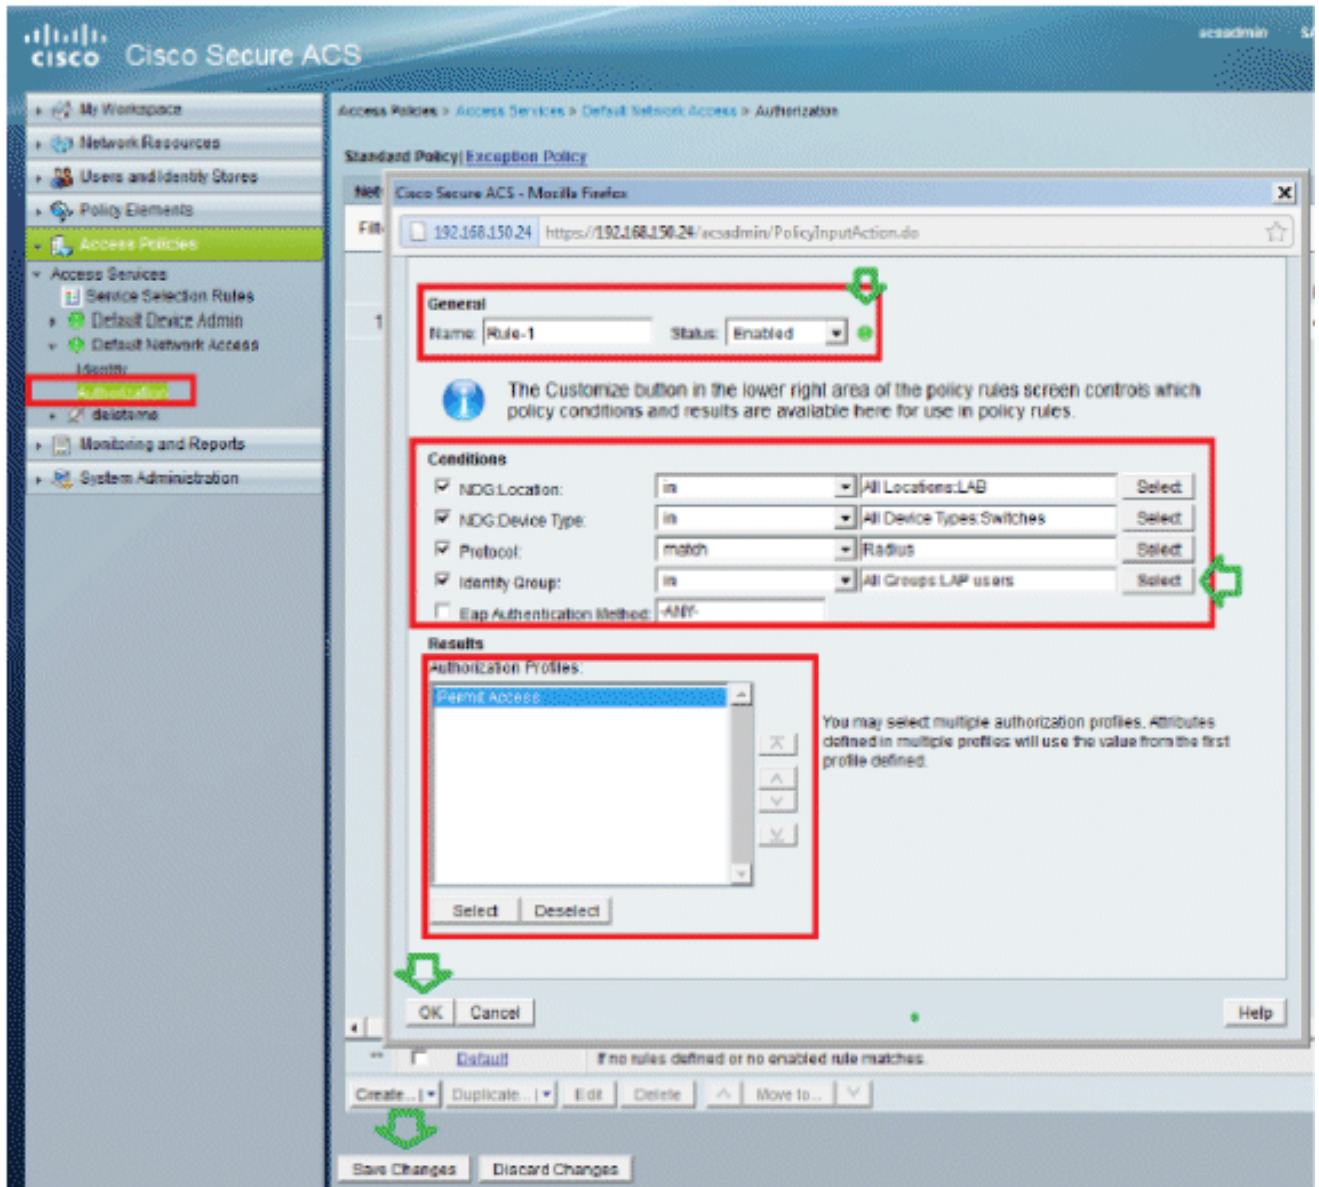 cisco Cisco Secure ACS
acsadmin
My Workspace
Network Resources
Users and Identity Stores
Policy Elements
Access Policies
Access Services
Service Selection Rules
Default Device Admin
Default Network Access
Identity
Authorization
deleteme
Monitoring and Reports
System Administration
Access Policies > Access Services > Default Network Access > Authorization
Standard Policy| Exception Policy
Cisco Secure ACS - Mozilla Firefox
192.168.150.24 https://192.168.150.24/acsadmin/PolicyInputAction.do
General
Name: Rule-1 Status: Enabled
The Customize button in the lower right area of the policy rules screen controls which
policy conditions and results are available here for use in policy rules.
Conditions
NDG:Location: in All Locations:LAB Select
NDG:Device Type: in All Device Types:Switches Select
Protocol: match Radius Select
Identity Group: in All Groups:LAP users Select
Eap Authentication Method: -ANY-
Results
Authorization Profiles:
Permit Access
You may select multiple authorization profiles. Attributes
defined in multiple profiles will use the value from the first
profile defined.
Select Deselect
OK Cancel Help
** Default If no rules defined or no enabled rule matches.
Create... | Duplicate... | Edit Delete Move to...
Save Changes Discard Changes